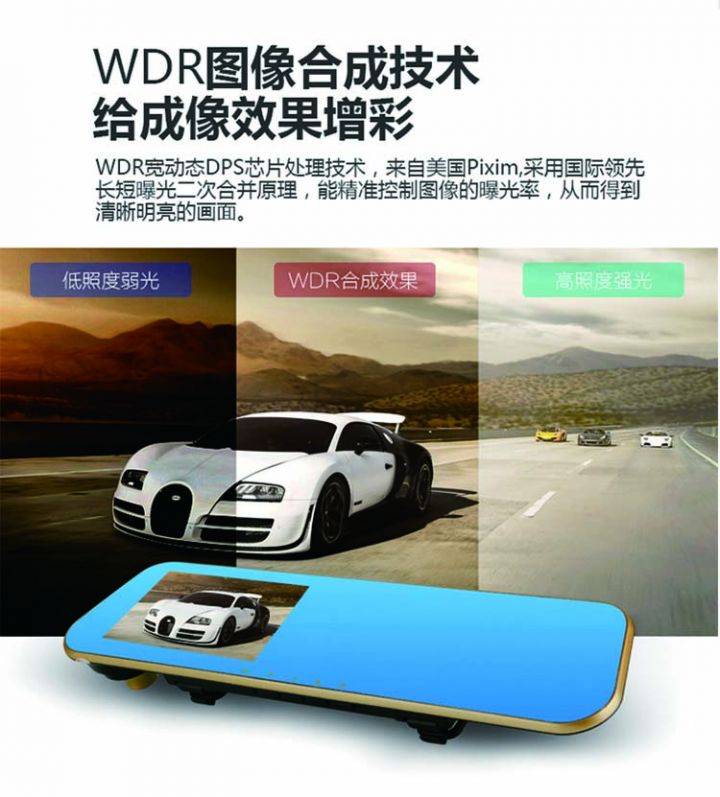 WDR图像合成技术
给成像效果增彩
WDR宽动态DPS芯片处理技术，来自美国Pixim,采用国际领先
长短曝光二次合并原理，能精准控制图像的曝光率，从而得到
清晰明亮的画面。
低照度弱光
WDR合成效果
高照度强光